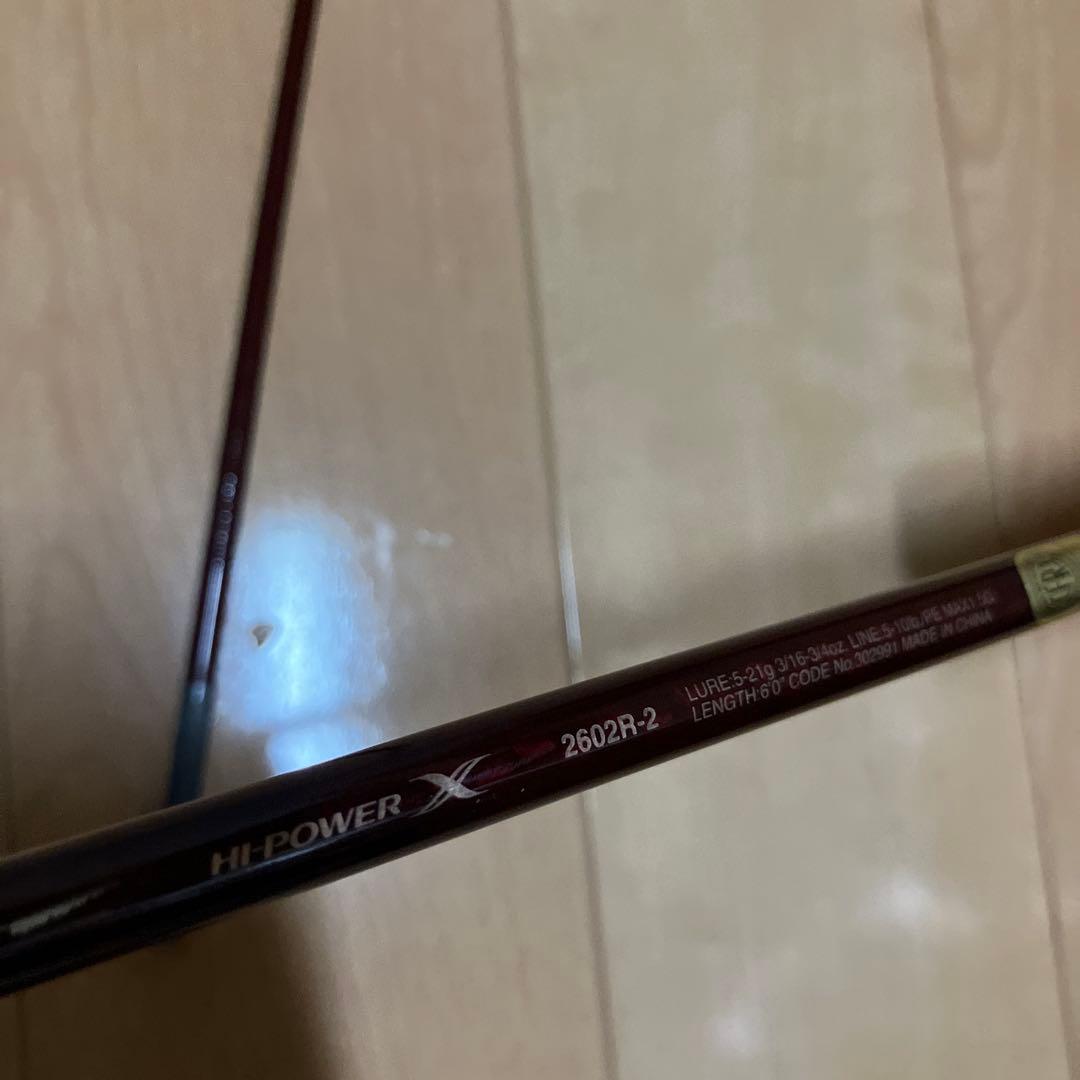 HI-POWER X 2602R-2
LURE:5-21g 3/16-3/4oz. LINE:5-10lb./PE MAX1.5G
LENGTH:6'0" CODE No.302991 MADE IN CHINA